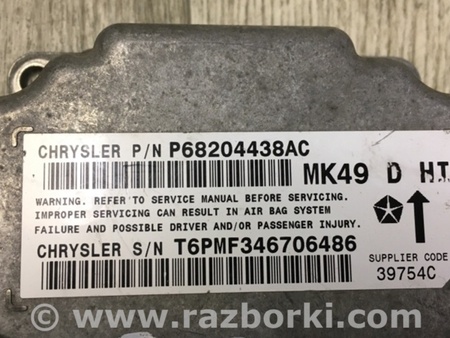 CHRYSLER P/N P68204438AC
MK49 D HT
WARNING. REFER TO SERVICE MANUAL BEFORE SERVICING.
IMPROPER SERVICING CAN RESULT IN AIR BAG SYSTEM
FAILURE AND POSSIBLE DRIVER AND/OR PASSENGER INJURY.
CHRYSLER S/N T6PMF346706486
SUPPLIER CODE
39754C
www.razborki.com